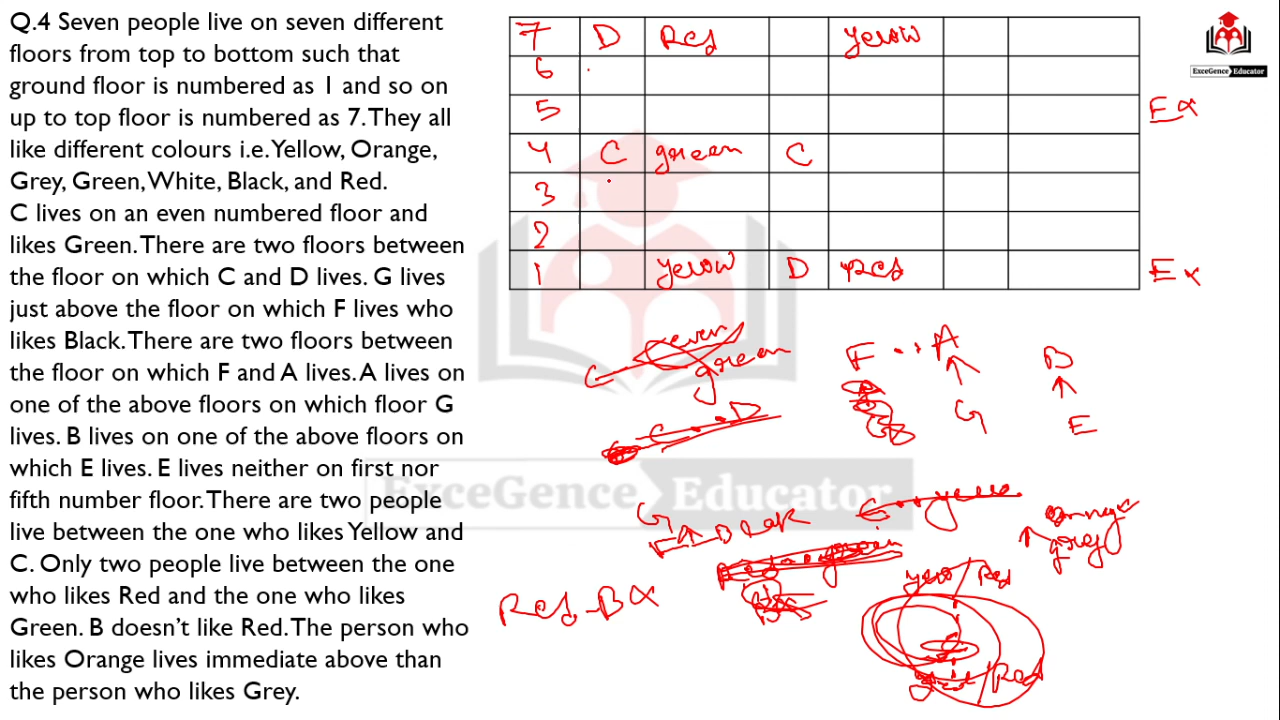 Q.4 Seven people live on seven different
floors from top to bottom such that
ground floor is numbered as 1 and so on
up to top floor is numbered as 7. They all
like different colours i.e. Yellow, Orange,
Grey, Green, White, Black, and Red.
C lives on an even numbered floor and
likes Green. There are two floors between
the floor on which C and D lives. G lives
just above the floor on which F lives who
likes Black. There are two floors between
the floor on which F and A lives. A lives on
one of the above floors on which floor G
lives. B lives on one of the above floors on
which E lives. E lives neither on first nor
fifth number floor. There are two people
live between the one who likes Yellow and
C. Only two people live between the one
who likes Red and the one who likes
Green. B doesn't like Red. The person who
likes Orange lives immediate above than
the person who likes Grey.
7 D Red yellow
6
5 E x
4 C green C
3
2
1 yellow D Red E x
C even
green
C . . D
F . . A
G
B
E
G
F Black
Red - B x
yellow / Red
Red
ExceGence Educator
ExceGence Educator